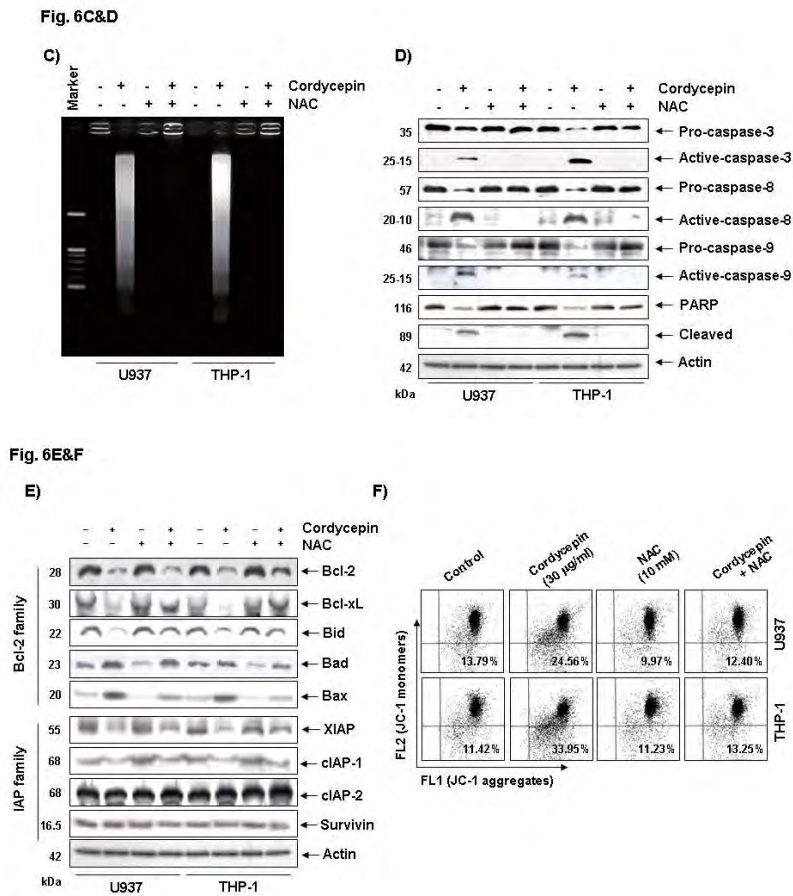 Fig. 6C&D
C)
Marker
- + - + - + - + Cordycepin
- - + + - - + + NAC
U937 THP-1
D)
- + - + - + - + Cordycepin
- - + + - - + + NAC
35 Pro-caspase-3
25-15 Active-caspase-3
57 Pro-caspase-8
20-10 Active-caspase-8
46 Pro-caspase-9
25-15 Active-caspase-9
116 PARP
89 Cleaved
42 Actin
kDa
U937 THP-1
Fig. 6E&F
E)
- + - + - + - + Cordycepin
- - + + - - + + NAC
Bcl-2 family
28 Bcl-2
30 Bcl-xL
22 Bid
23 Bad
20 Bax
IAP family
55 XIAP
68 cIAP-1
68 cIAP-2
16.5 Survivin
42 Actin
kDa
U937 THP-1
F)
Control
Cordycepin
(30 µg/ml)
NAC
(10 mM)
Cordycepin
+ NAC
13.79% 24.56% 9.97% 12.40%
U937
11.42% 33.95% 11.23% 13.25%
THP-1
FL2 (JC-1 monomers)
FL1 (JC-1 aggregates)